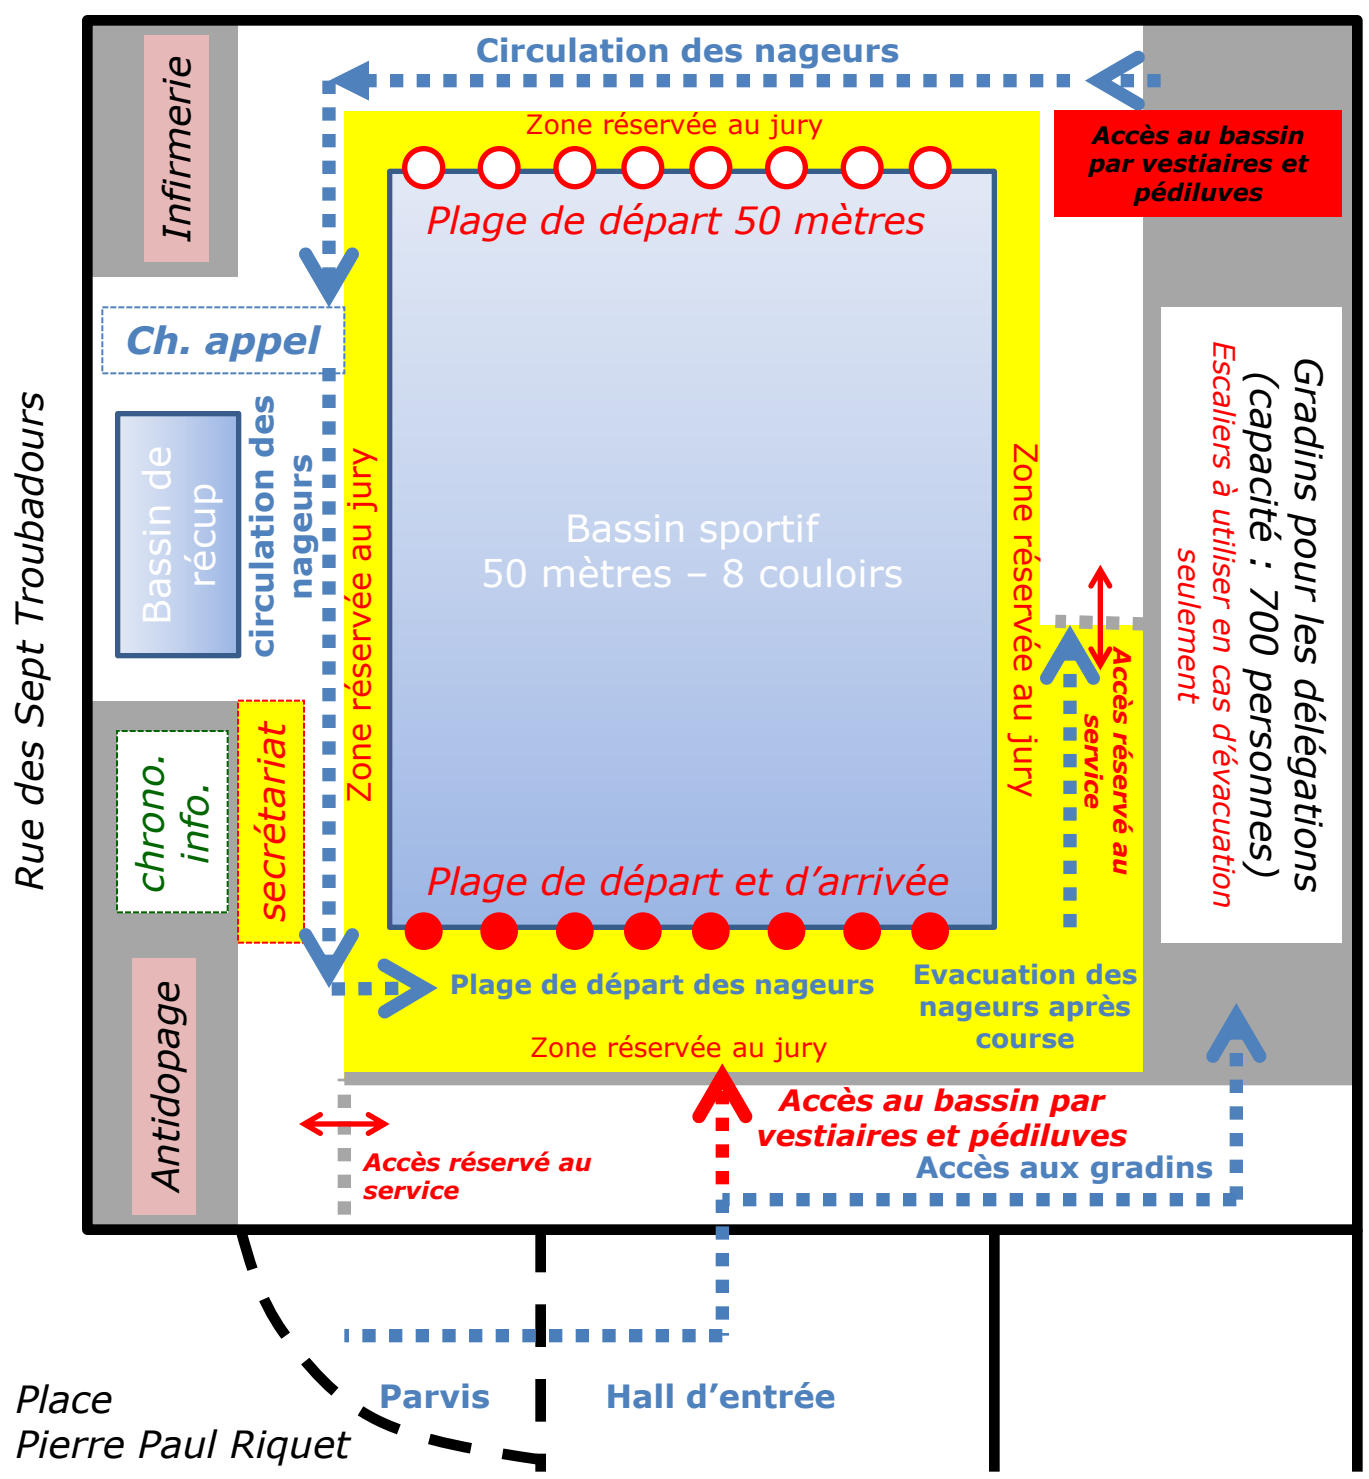 Circulation des nageurs
Infirmerie
Zone réservée au jury
Accès au bassin
par vestiaires et
pédiluves
Plage de départ 50 mètres
Ch. appel
Rue des Sept Troubadours
Bassin de
récup
circulation des
nageurs
Zone réservée au jury
Bassin sportif
50 mètres – 8 couloirs
Zone réservée au jury
Gradins pour les délégations
(capacité : 700 personnes)
Escaliers à utiliser en cas d’évacuation
seulement
Accès réservé au
service
chrono.
info.
secrétariat
Plage de départ et d’arrivée
Plage de départ des nageurs
Evacuation des
nageurs après
course
Antidopage
Zone réservée au jury
Accès au bassin par
vestiaires et pédiluves
Accès réservé au
service
Accès aux gradins
Parvis
Hall d’entrée
Place
Pierre Paul Riquet